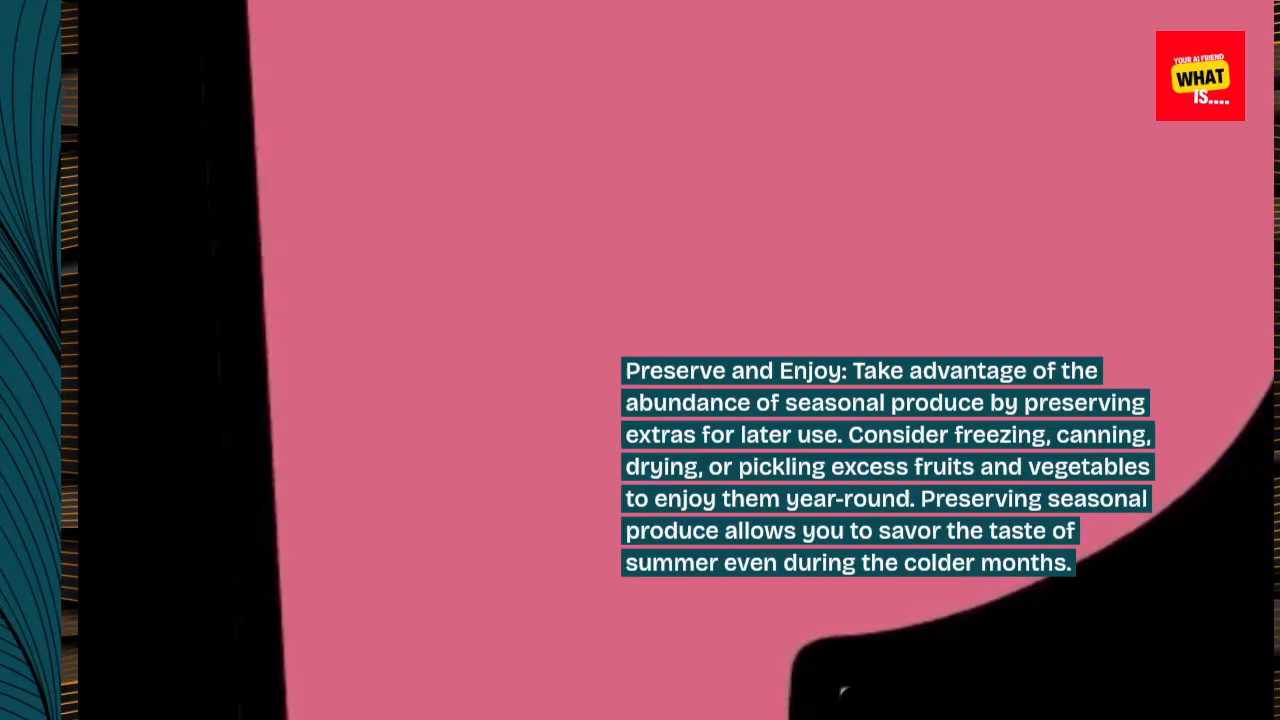 YOUR AI FRIEND
WHAT
IS....
Preserve and Enjoy: Take advantage of the
abundance of seasonal produce by preserving
extras for later use. Consider freezing, canning,
drying, or pickling excess fruits and vegetables
to enjoy them year-round. Preserving seasonal
produce allows you to savor the taste of
summer even during the colder months.